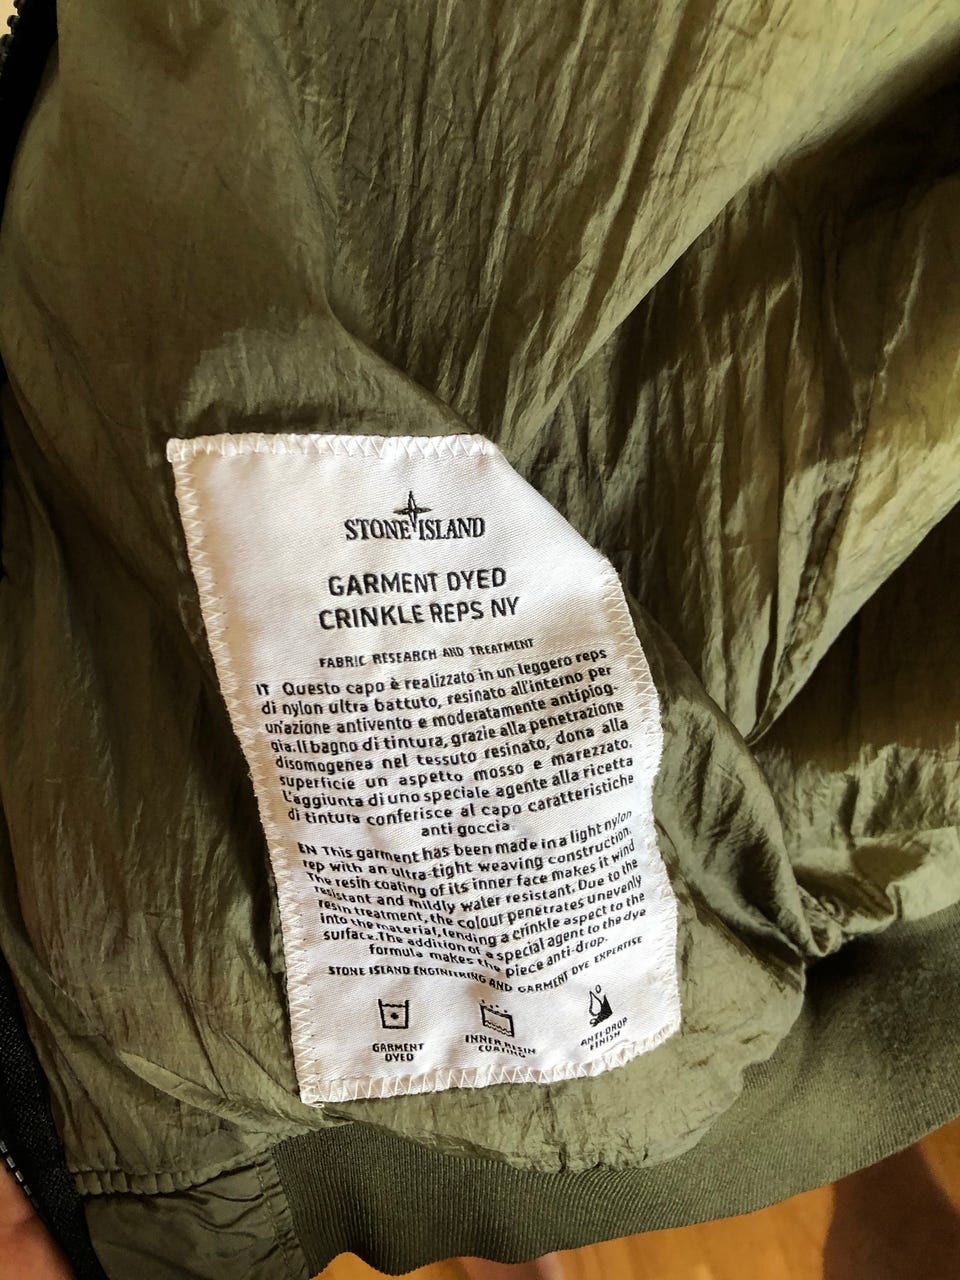 STONE ISLAND
GARMENT DYED
CRINKLE REPS NY
FABRIC RESEARCH AND TREATMENT
IT Questo capo è realizzato in un leggero reps
di nylon ultra battuto, resinato all'interno per
un'azione antivento e moderatamente antipiog-
gia. Il bagno di tintura, grazie alla penetrazione
disomogenea nel tessuto resinato, dona alla
superficie un aspetto mosso e marezzato.
L'aggiunta di uno speciale agente alla ricetta
di tintura conferisce al capo caratteristiche
anti goccia.
EN This garment has been made in a light nylon
rep with an ultra-tight weaving construction.
The resin coating of its inner face makes it wind
resistant and mildly water resistant. Due to the
resin treatment, the colour penetrates unevenly
into the material, lending a crinkle aspect to the
surface. The addition of a special agent to the dye
formula makes the piece anti-drop.
STONE ISLAND ENGINEERING AND GARMENT DYE EXPERTISE
GARMENT
DYED
INNER RESIN
COATING
ANTI-DROP
FINISH